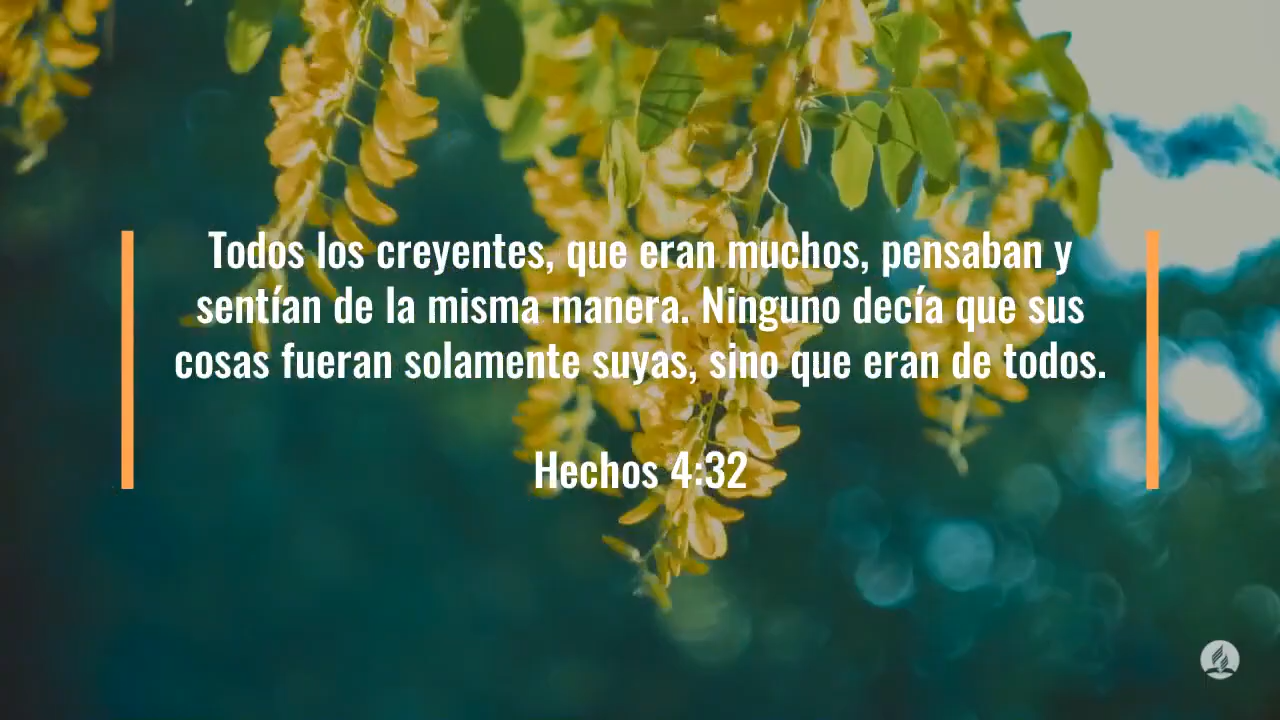 Todos los creyentes, que eran muchos, pensaban y
sentían de la misma manera. Ninguno decía que sus
cosas fueran solamente suyas, sino que eran de todos.
Hechos 4:32